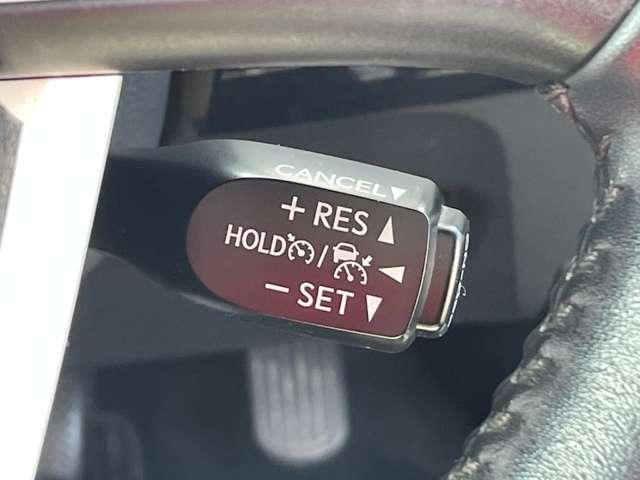 CANCEL▼
+ RES ▲
HOLD / ◀
− SET ▼